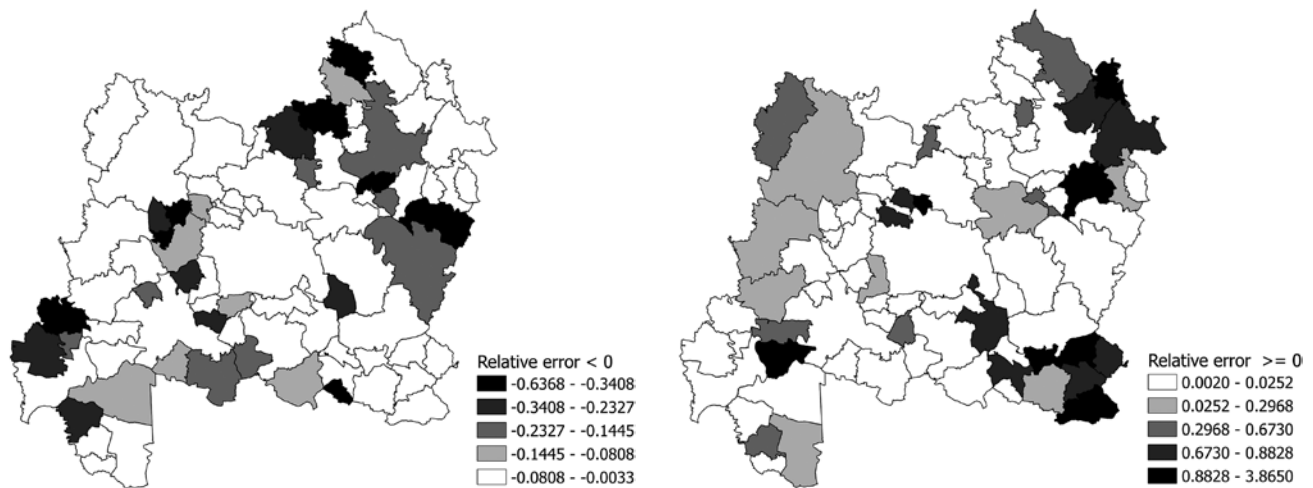 Relative error < 0
-0.6368 - -0.3408
-0.3408 - -0.2327
-0.2327 - -0.1445
-0.1445 - -0.0808
-0.0808 - -0.0033
Relative error >= 0
0.0020 - 0.0252
0.0252 - 0.2968
0.2968 - 0.6730
0.6730 - 0.8828
0.8828 - 3.8650